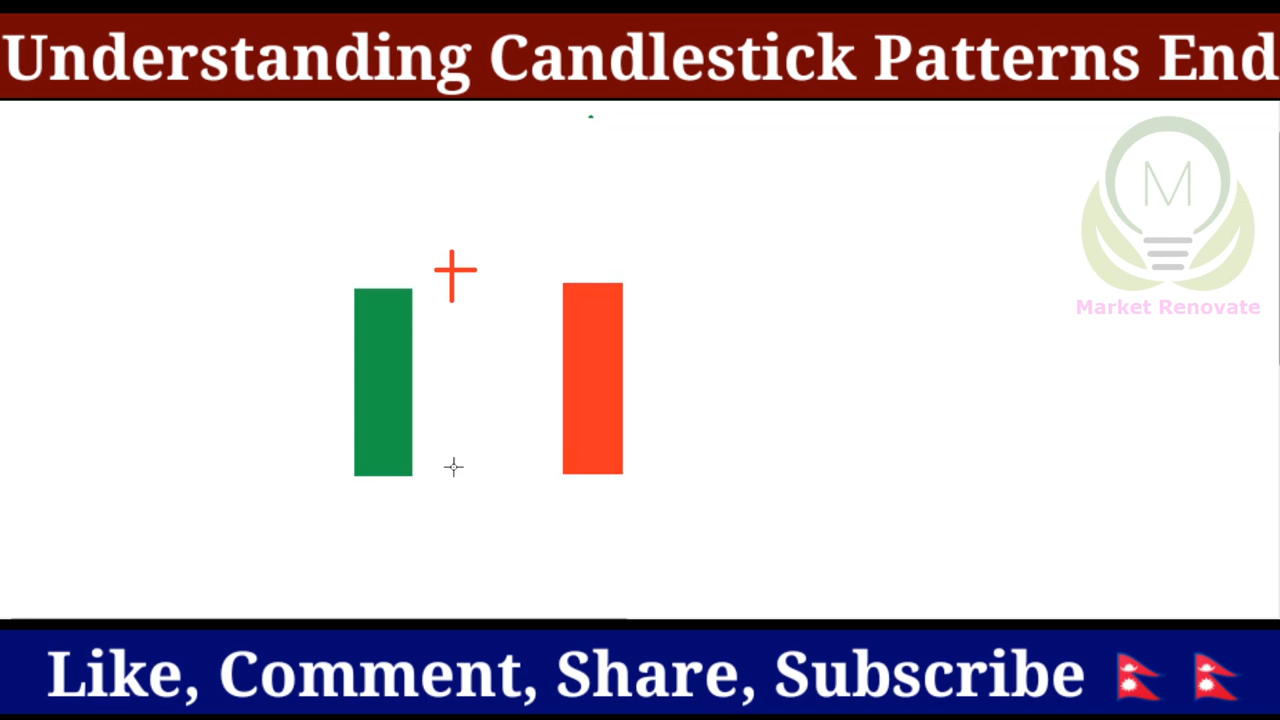 Understanding Candlestick Patterns End
M
Market Renovate
Like, Comment, Share, Subscribe 🇳🇵 🇳🇵